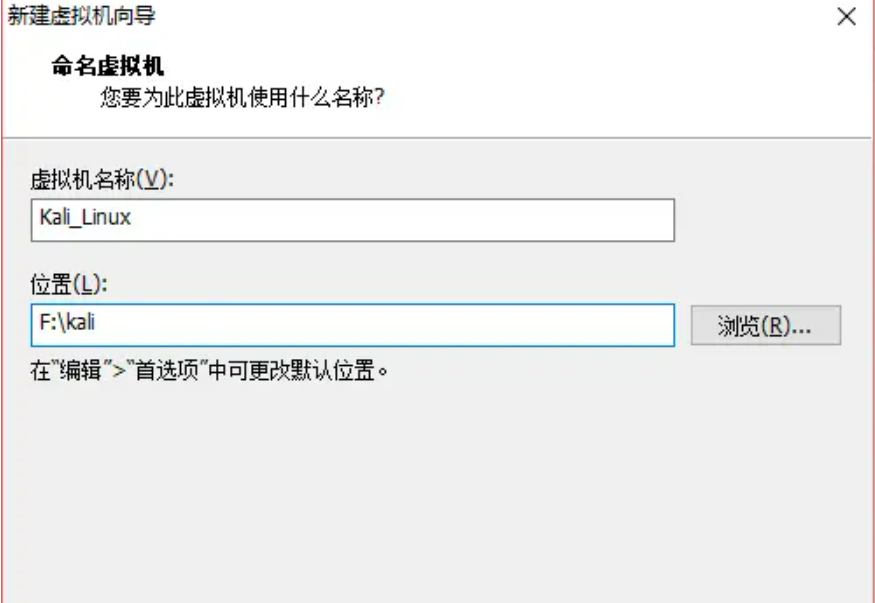 新建虚拟机向导
命名虚拟机
您要为此虚拟机使用什么名称?
虚拟机名称(V):
Kali_Linux
位置(L):
F:\kali
浏览(R)...
在"编辑">"首选项"中可更改默认位置。